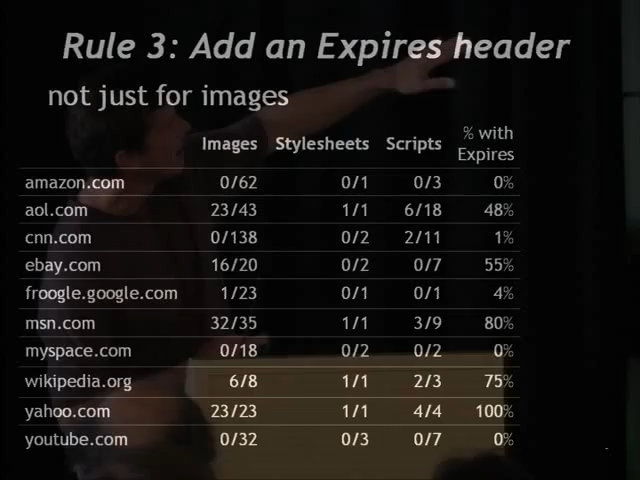 Rule 3: Add an Expires header
not just for images
Images Stylesheets Scripts % with Expires
amazon.com 0/62 0/1 0/3 0%
aol.com 23/43 1/1 6/18 48%
cnn.com 0/138 0/2 2/11 1%
ebay.com 16/20 0/2 0/7 55%
froogle.google.com 1/23 0/1 0/1 4%
msn.com 32/35 1/1 3/9 80%
myspace.com 0/18 0/2 0/2 0%
wikipedia.org 6/8 1/1 2/3 75%
yahoo.com 23/23 1/1 4/4 100%
youtube.com 0/32 0/3 0/7 0%